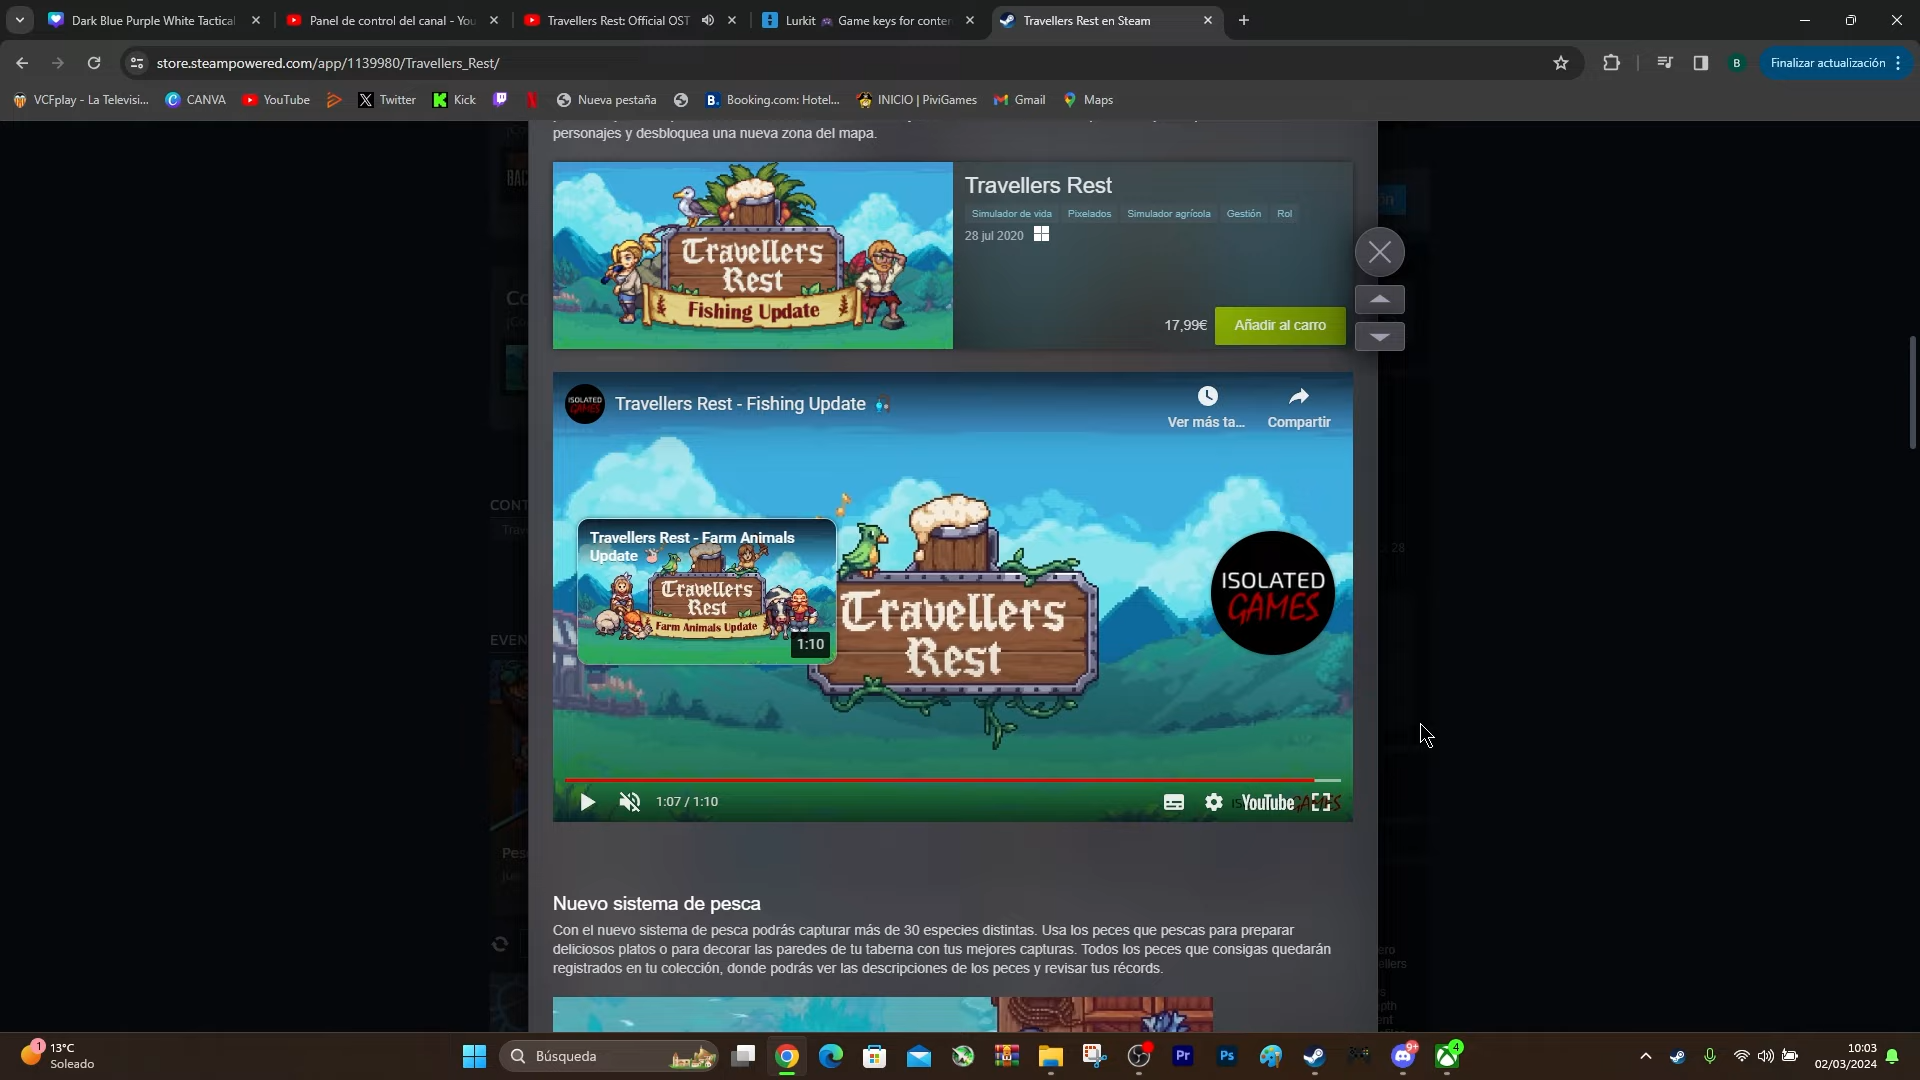 Dark Blue Purple White Tactical
Panel de control del canal - You
Travellers Rest: Official OST
Lurkit 🎮 Game keys for conten
Travellers Rest en Steam
store.steampowered.com/app/1139980/Travellers_Rest/
B
Finalizar actualización
VCFplay - La Televisi...
CANVA
YouTube
Twitter
Kick
Nueva pestaña
Booking.com: Hotel...
INICIO | PiviGames
Gmail
Maps
personajes y desbloquea una nueva zona del mapa.
Travellers
Rest
Fishing Update
Travellers Rest
Simulador de vida
Pixelados
Simulador agrícola
Gestión
Rol
28 jul 2020
17,99€
Añadir al carro
ISOLATED
GAMES
Travellers Rest - Fishing Update 🎣
Ver más ta...
Compartir
Travellers Rest - Farm Animals
Update 🐮
Travellers
Rest
Farm Animals Update
1:10
Travellers
Rest
ISOLATED
GAMES
1:07 / 1:10
YouTube
CONT
EVEN
Nuevo sistema de pesca
Con el nuevo sistema de pesca podrás capturar más de 30 especies distintas. Usa los peces que pescas para preparar
deliciosos platos o para decorar las paredes de tu taberna con tus mejores capturas. Todos los peces que consigas quedarán
registrados en tu colección, donde podrás ver las descripciones de los peces y revisar tus récords.
1
13°C
Soleado
Búsqueda
Pr
Ps
9+
4
10:03
02/03/2024